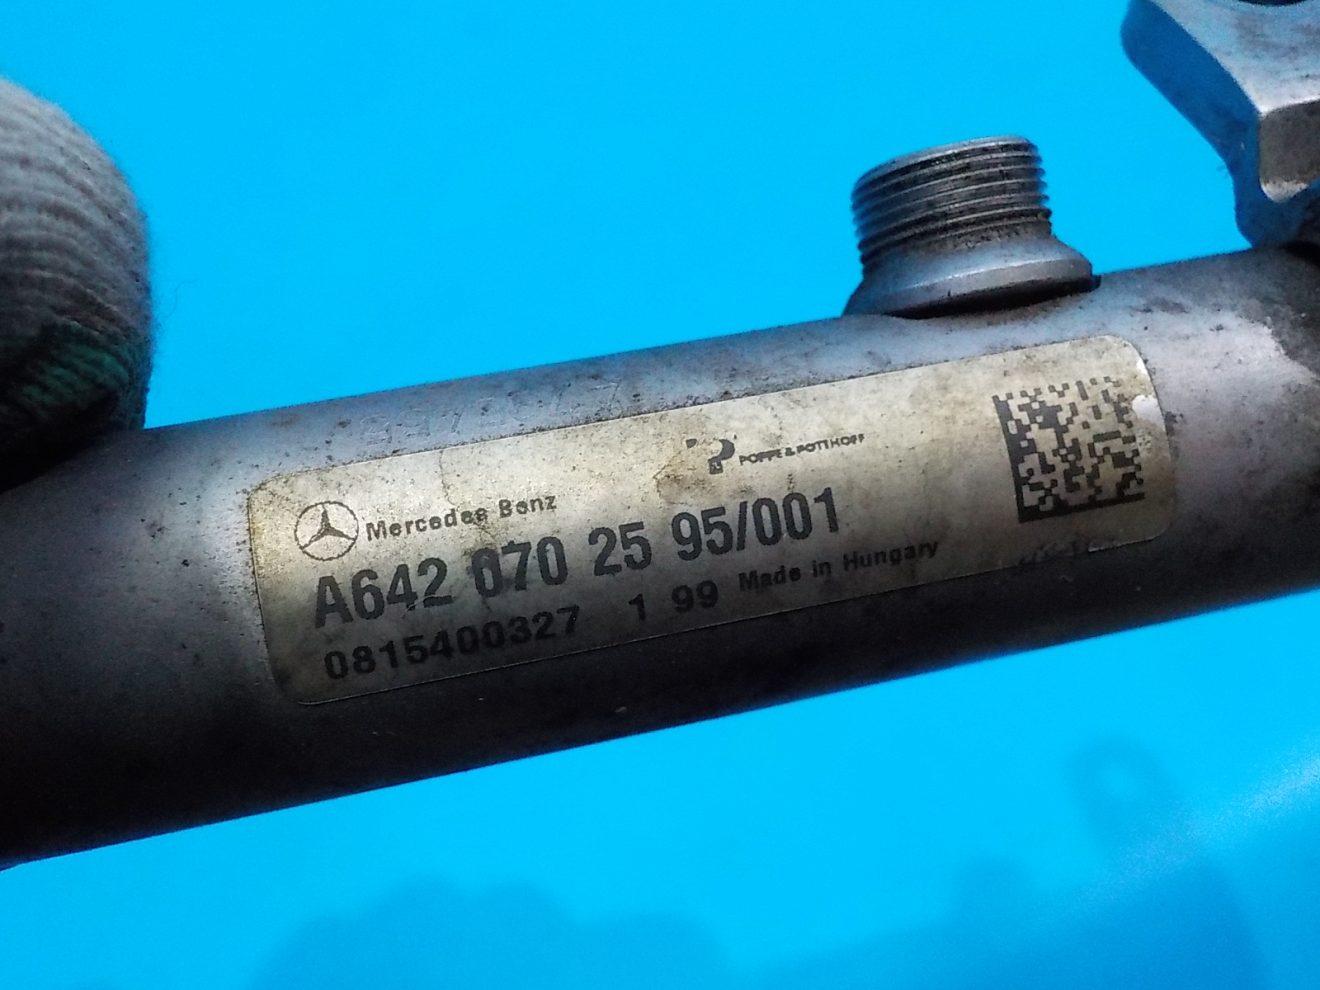 Mercedes Benz
POPPE & POTTHOFF
A642 070 25 95/001
0815400327 1 99 Made in Hungary